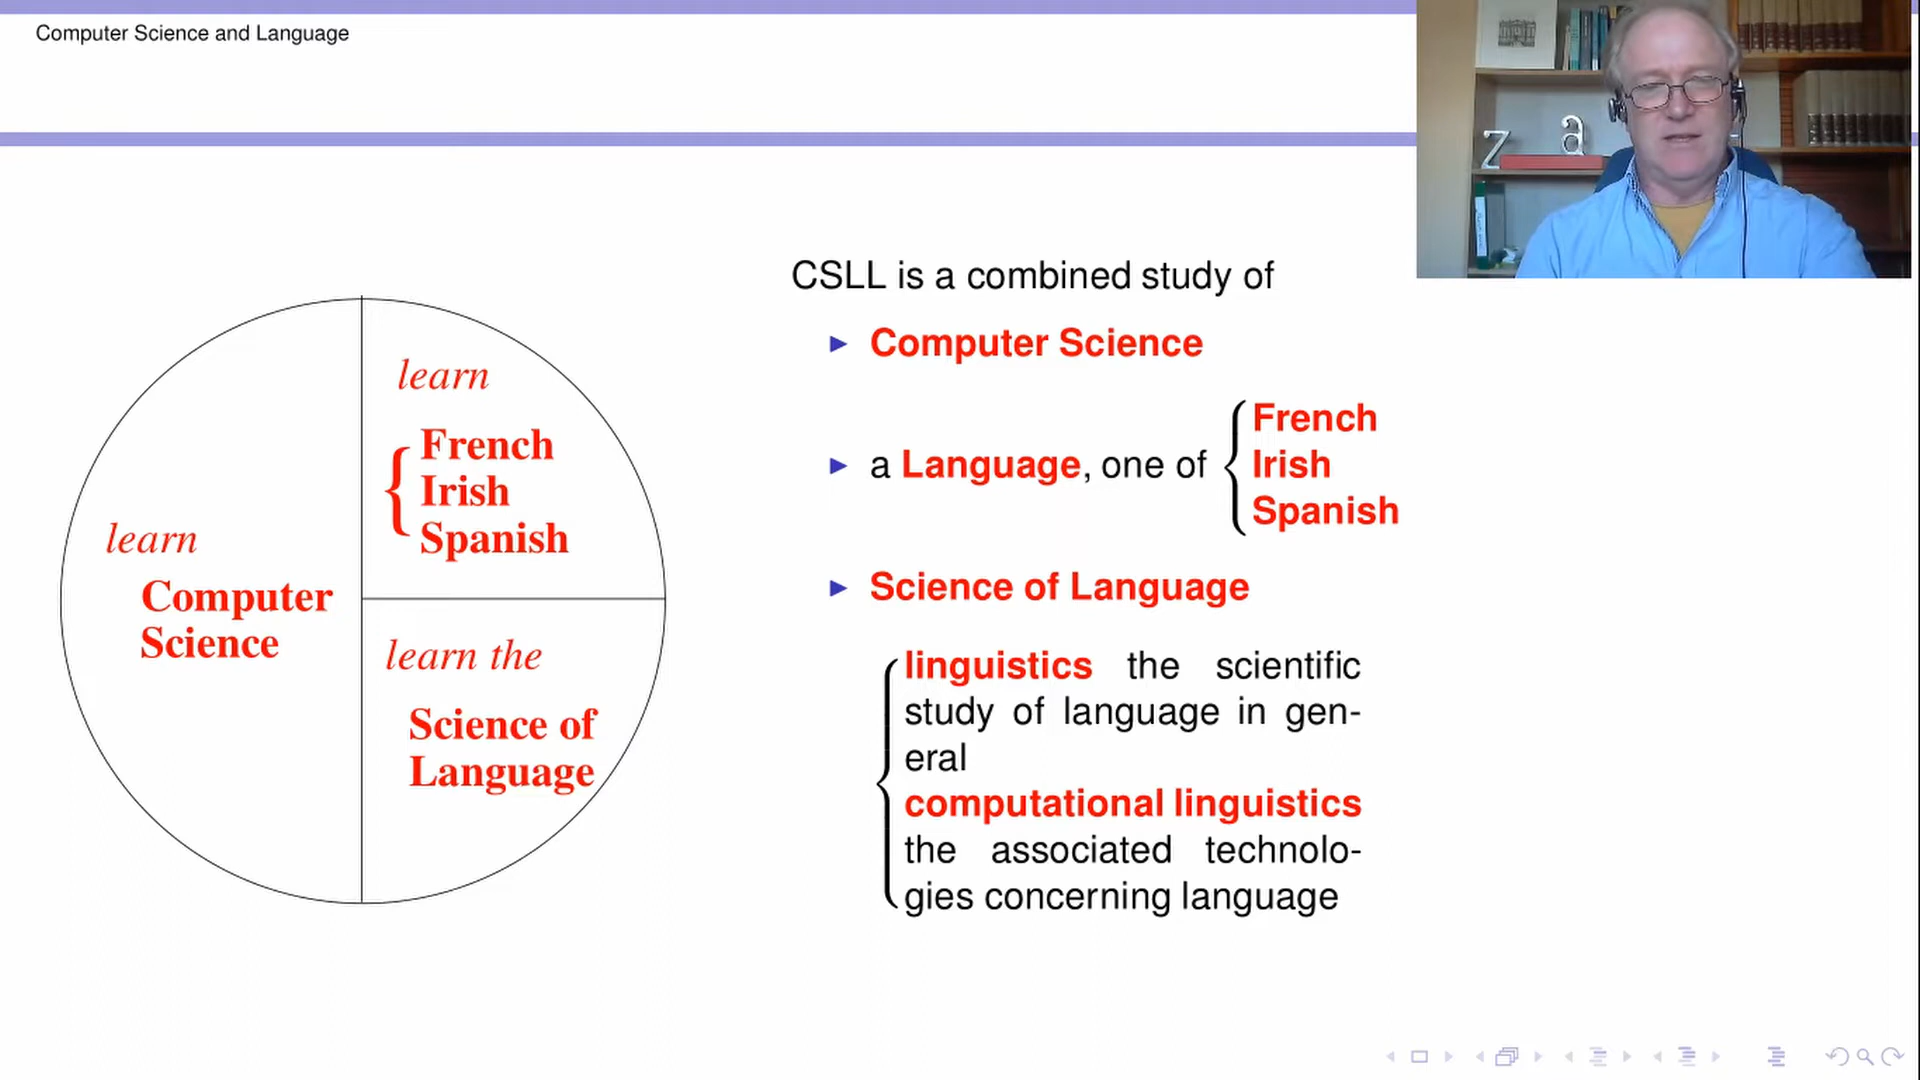 Computer Science and Language
z a
learn
French
Irish
Spanish
learn
Computer
Science
learn the
Science of
Language
CSLL is a combined study of
Computer Science
a Language, one of
French
Irish
Spanish
Science of Language
linguistics the scientific
study of language in gen-
eral
computational linguistics
the associated technolo-
gies concerning language